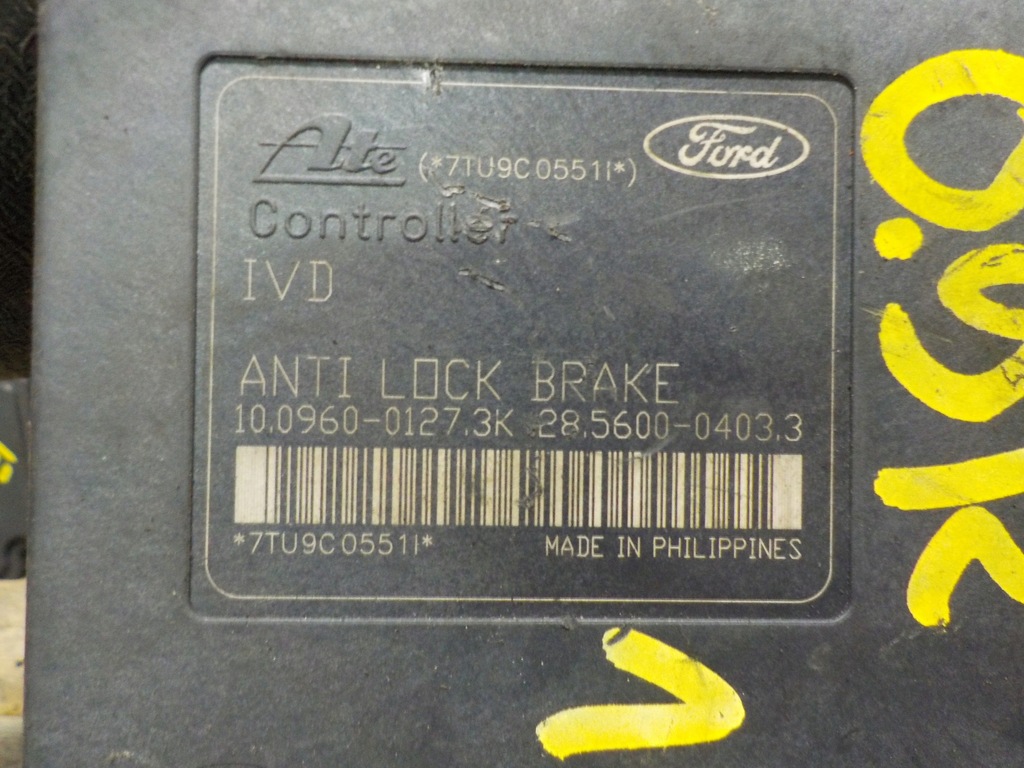 Alte (*7TU9C0551I*) Ford
Controller
IVD
ANTI LOCK BRAKE
10.0960-0127.3K 28.5600-0403.3
*7TU9C0551I*
MADE IN PHILIPPINES